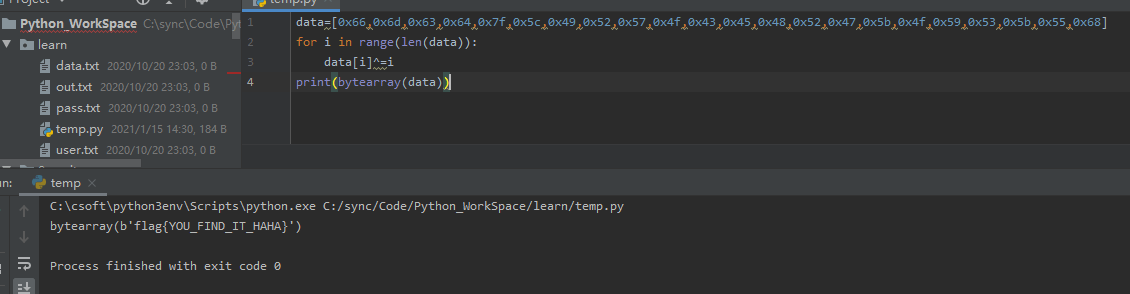 Project
temp.py
Python_WorkSpace C:\sync\Code\Pyt
learn
data.txt 2020/10/20 23:03, 0 B
out.txt 2020/10/20 23:03, 0 B
pass.txt 2020/10/20 23:03, 0 B
temp.py 2021/1/15 14:30, 184 B
user.txt 2020/10/20 23:03, 0 B
1 data=[0x66,0x6d,0x63,0x64,0x7f,0x5c,0x49,0x52,0x57,0x4f,0x43,0x45,0x48,0x52,0x47,0x5b,0x4f,0x59,0x53,0x5b,0x55,0x68]
2 for i in range(len(data)):
3 data[i]^=i
4 print(bytearray(data))
un: temp
C:\csoft\python3env\Scripts\python.exe C:/sync/Code/Python_WorkSpace/learn/temp.py
bytearray(b'flag{YOU_FIND_IT_HAHA}')
Process finished with exit code 0